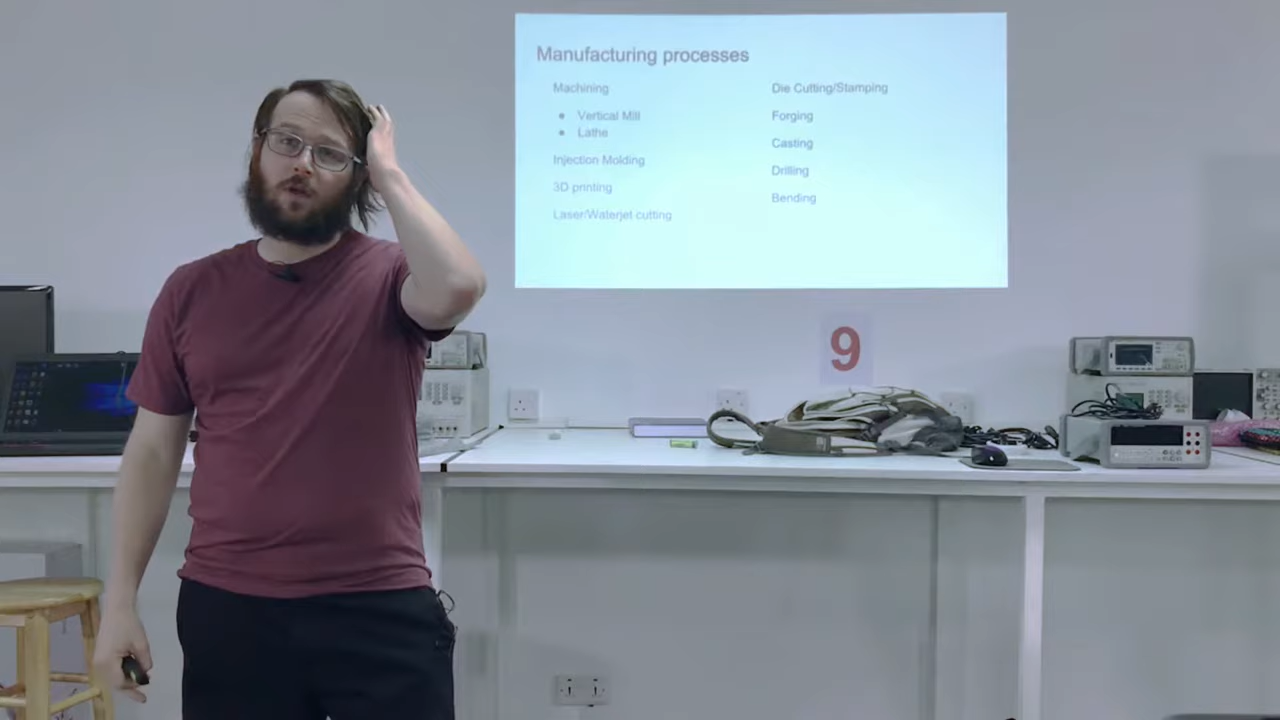 Manufacturing processes
Machining
● Vertical Mill
● Lathe
Injection Molding
3D printing
Laser/Waterjet cutting
Die Cutting/Stamping
Forging
Casting
Drilling
Bending
9